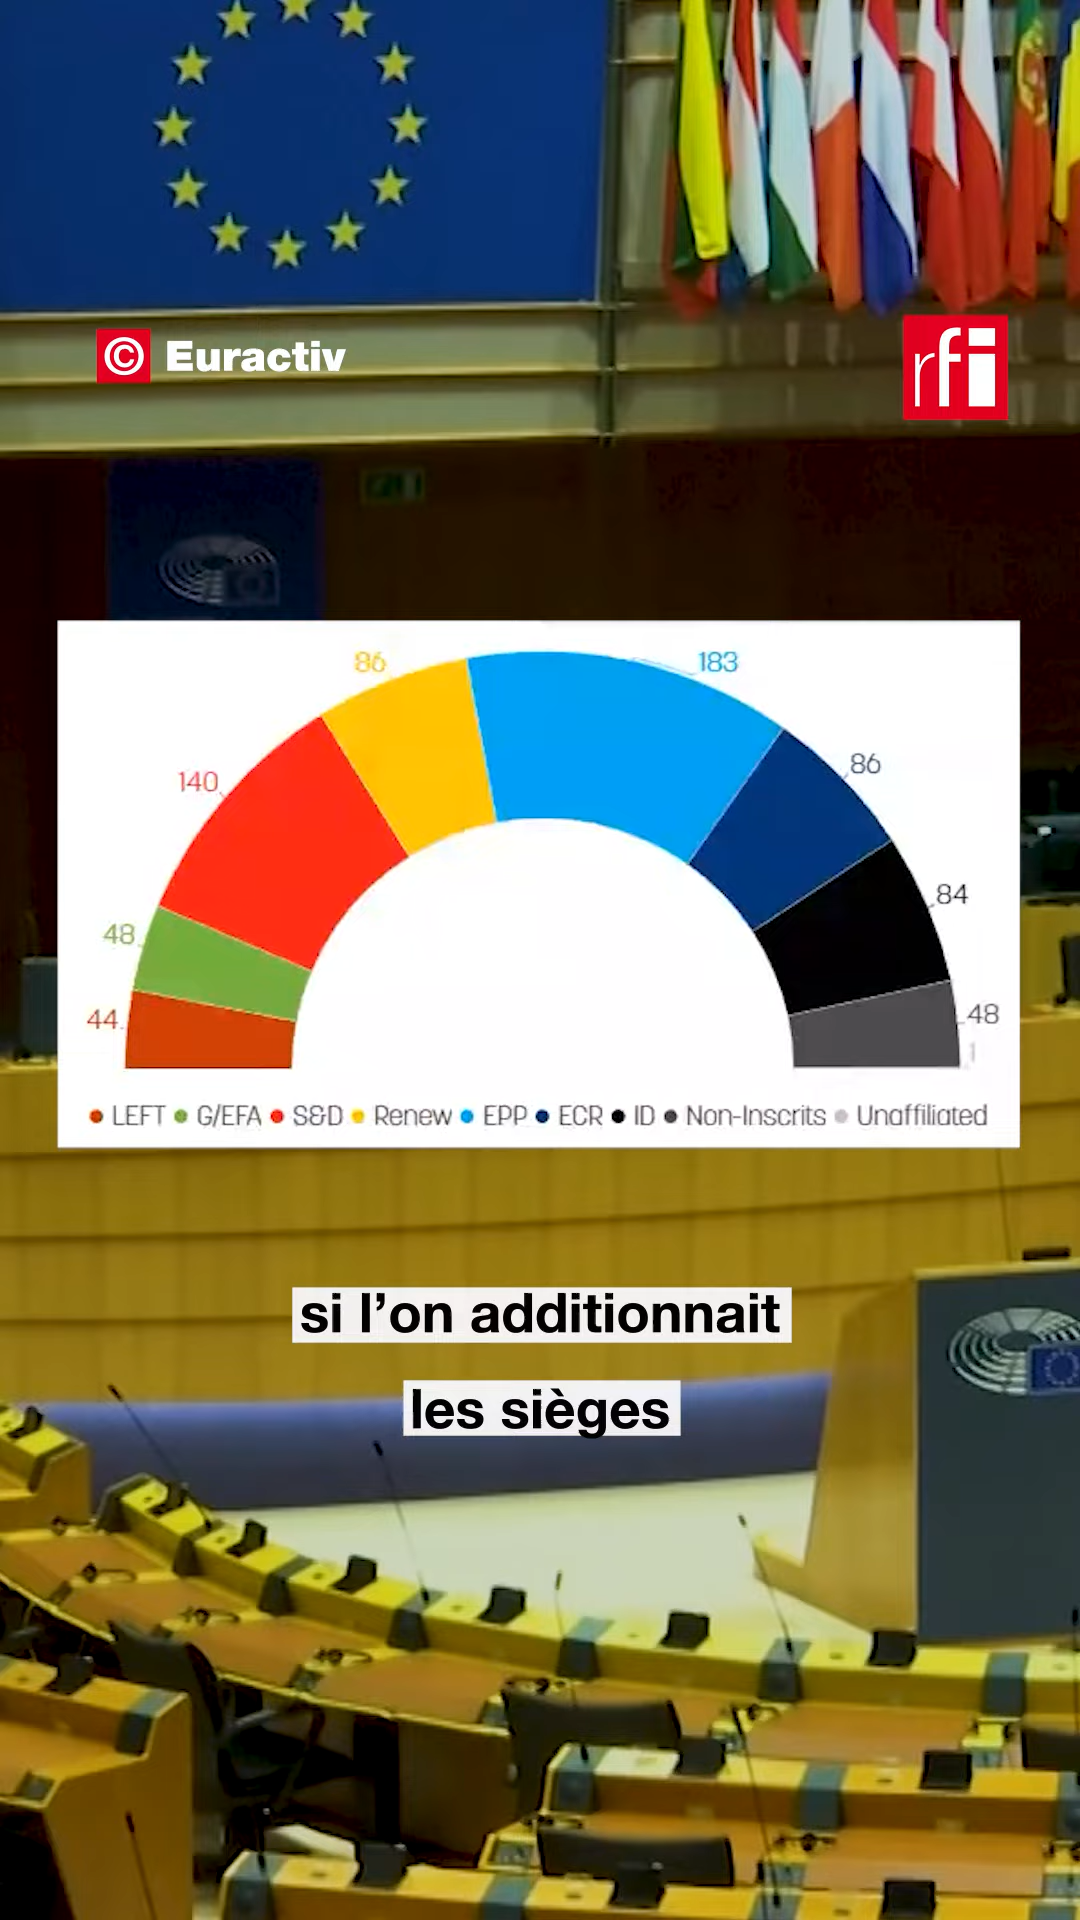 © Euractiv
rfi
86
183
140
86
84
48
44
48
1
LEFT G/EFA S&D Renew EPP ECR ID Non-Inscrits Unaffiliated
si l’on additionnait
les sièges